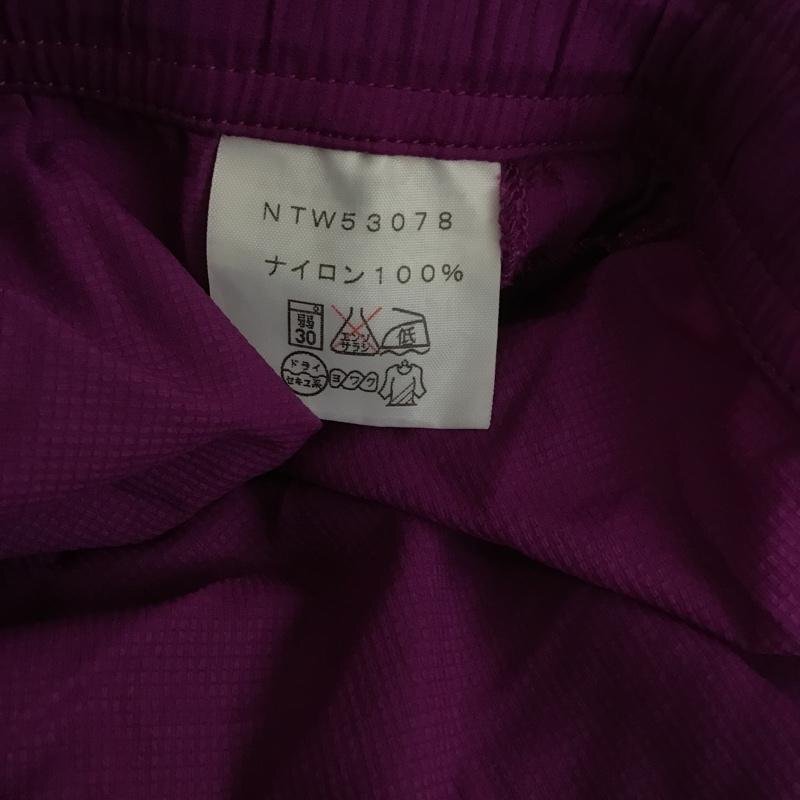 NTW53078
ナイロン100%
弱 エンソ 低
30 サラシ
ドライ ヨワク
セキユ系